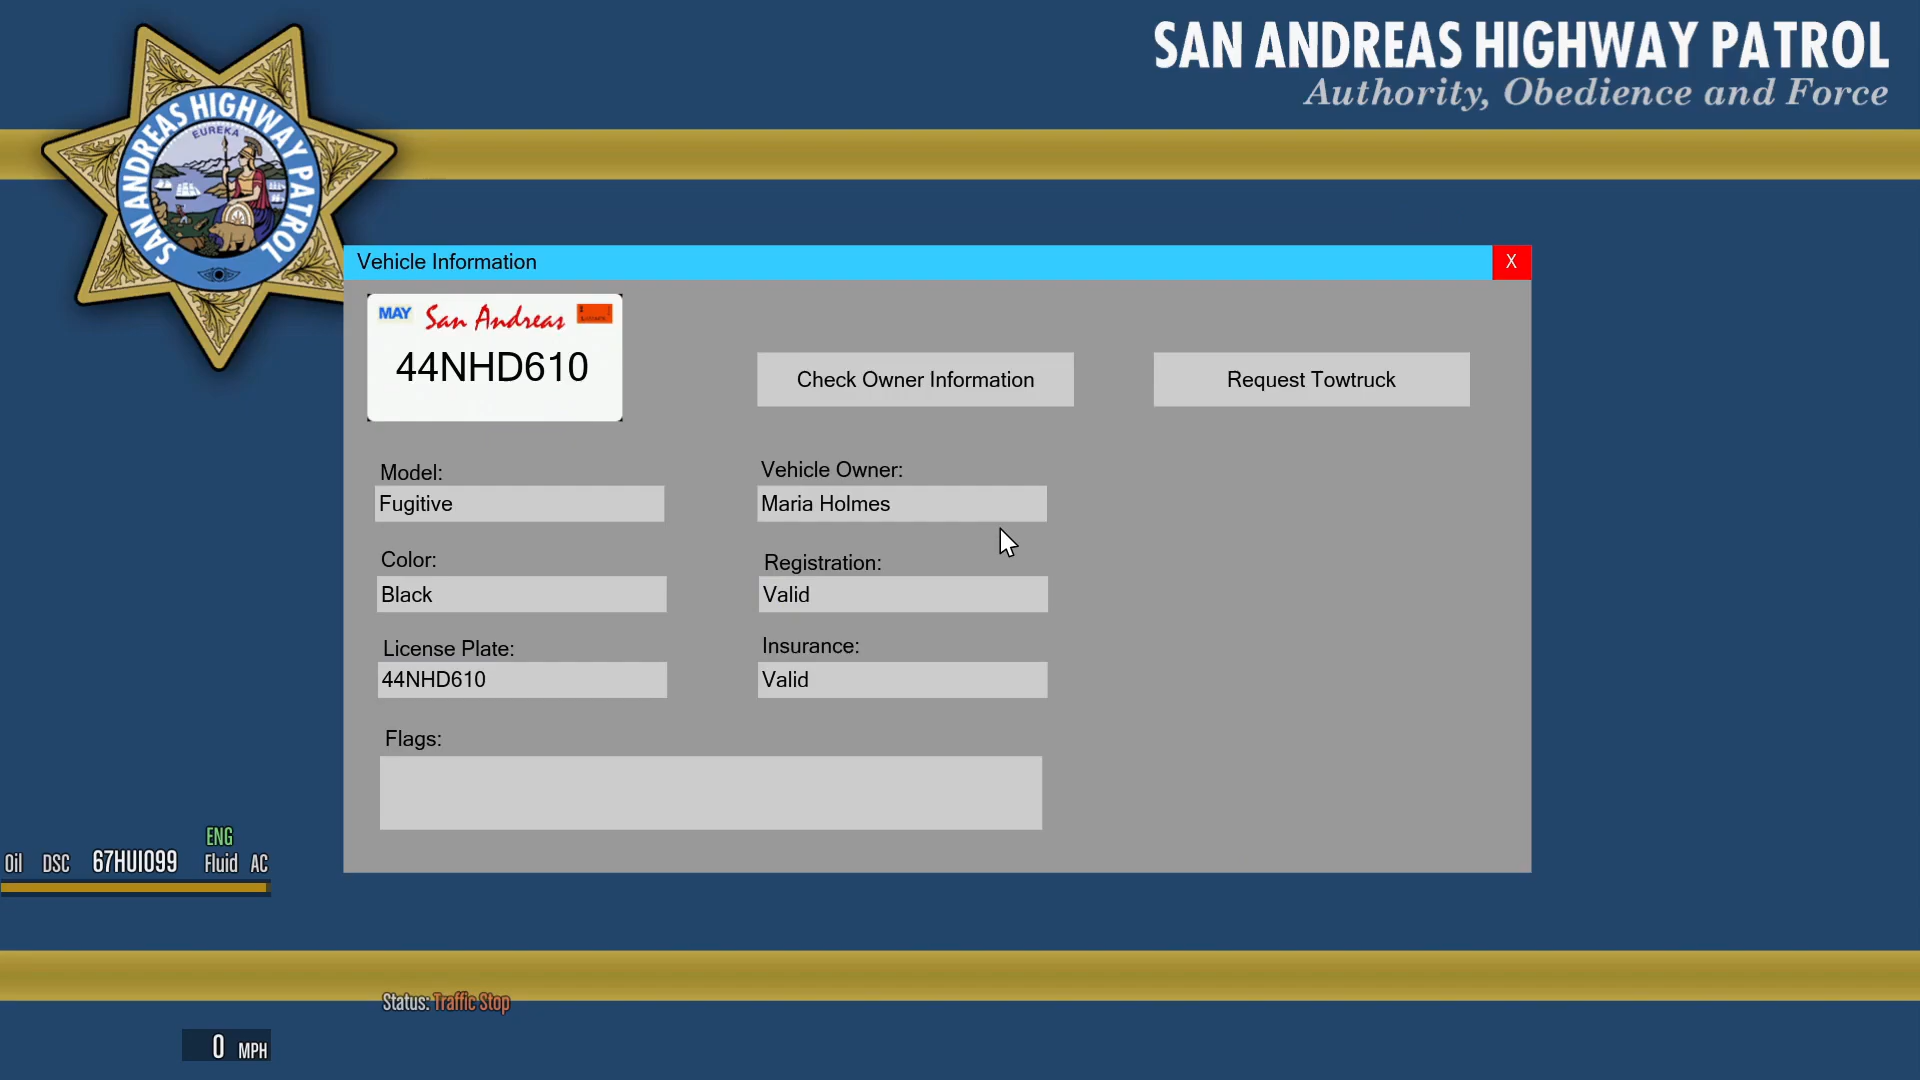 SAN ANDREAS HIGHWAY PATROL
Authority, Obedience and Force
SAN ANDREAS HIGHWAY PATROL
EUREKA
Vehicle Information
X
MAY
San Andreas
44NHD610
Check Owner Information
Request Towtruck
Model:
Fugitive
Vehicle Owner:
Maria Holmes
Color:
Black
Registration:
Valid
License Plate:
44NHD610
Insurance:
Valid
Flags:
ENG
Oil DSC 67HUI099 Fluid AC
Status: Traffic Stop
0 MPH